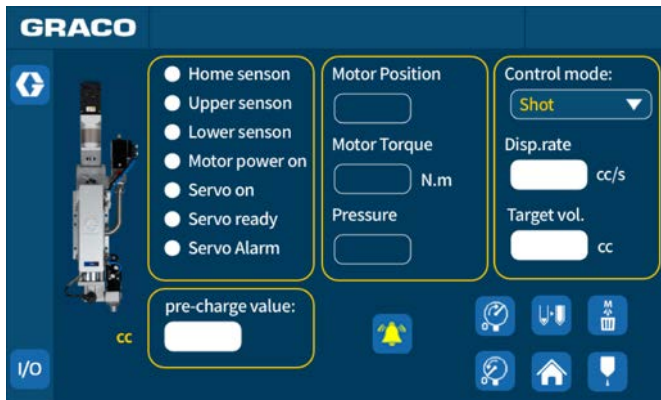 GRACO
Home senson
Upper senson
Lower senson
Motor power on
Servo on
Servo ready
Servo Alarm
Motor Position
Motor Torque
N.m
Pressure
Control mode:
Shot
Disp.rate
cc/s
Target vol.
cc
pre-charge value:
cc
M
I/O